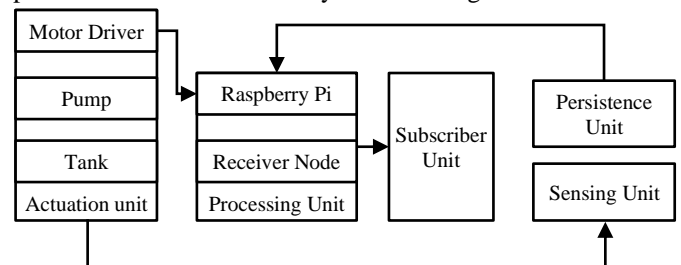 Motor Driver
Pump
Tank
Actuation unit
Raspberry Pi
Receiver Node
Processing Unit
Subscriber
Unit
Persistence
Unit
Sensing Unit